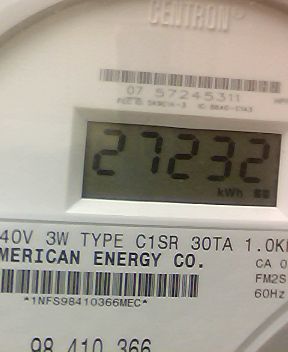 CENTRON
07 57245311
27232
kWh
40V 3W TYPE C1SR 30TA 1.0K
MERICAN ENERGY CO.
CA 0
FM2S
60Hz
*1NFS98410366MEC*
98 410 366